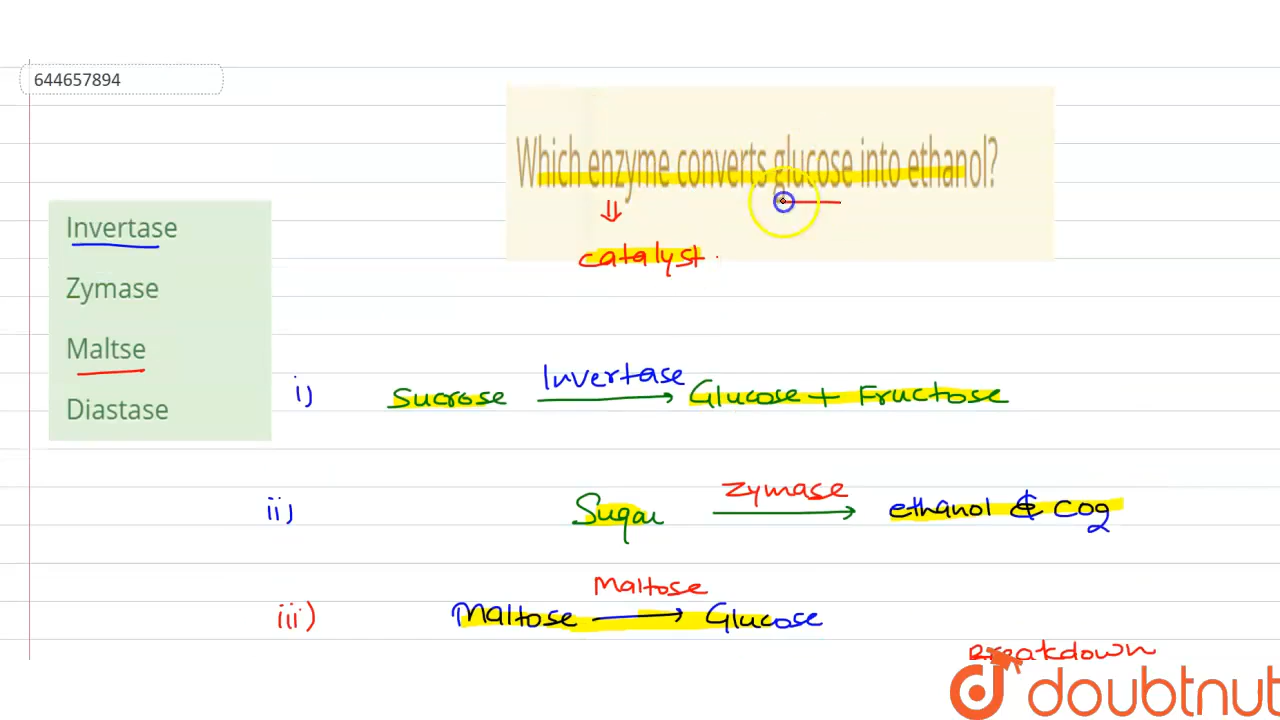 644657894
Which enzyme converts glucose into ethanol?
⇓
catalyst
Invertase
Zymase
Maltse
Diastase
i) Sucrose Invertase → Glucose + Fructose
ii) Sugar Zymase → ethanol & CO2
iii) Maltose Maltose → Glucose
Breakdown
doubtnut